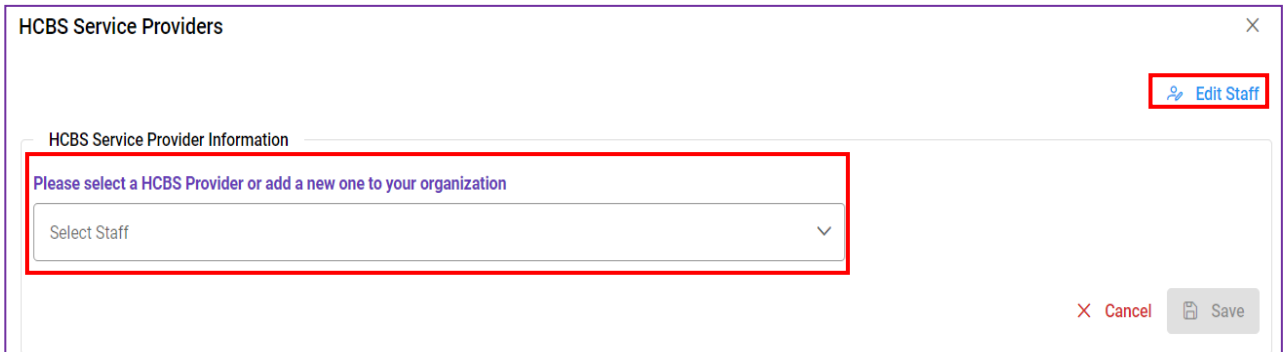 HCBS Service Providers
Edit Staff
HCBS Service Provider Information
Please select a HCBS Provider or add a new one to your organization
Select Staff
Cancel
Save